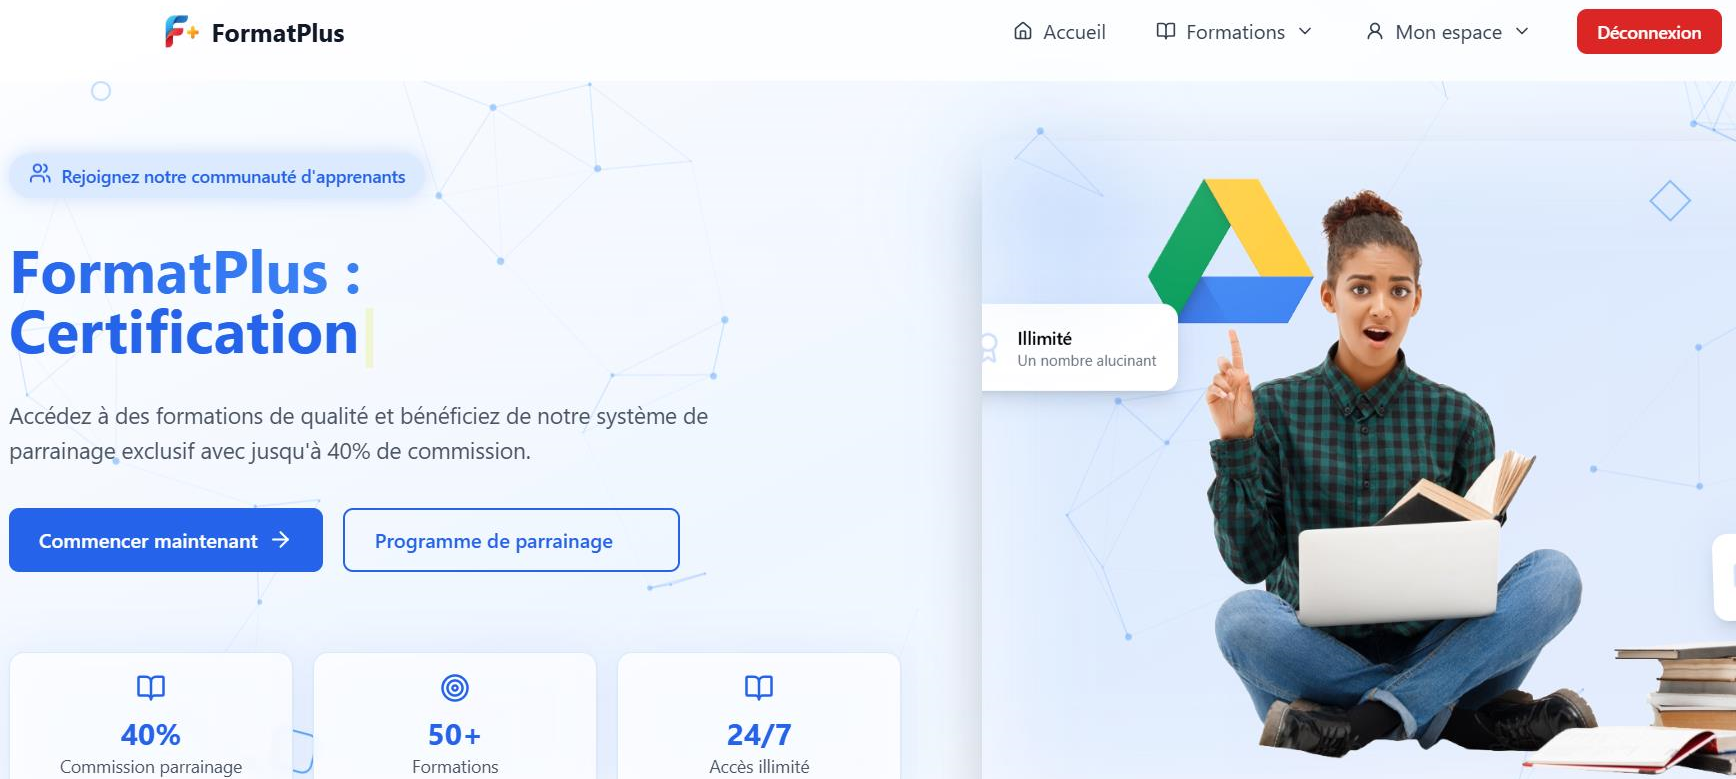 FormatPlus
Accueil
Formations
Mon espace
Déconnexion
Rejoignez notre communauté d'apprenants
FormatPlus :
Certification
Accédez à des formations de qualité et bénéficiez de notre système de
parrainage exclusif avec jusqu'à 40% de commission.
Commencer maintenant
Programme de parrainage
40%
Commission parrainage
50+
Formations
24/7
Accès illimité
Illimité
Un nombre alucinant